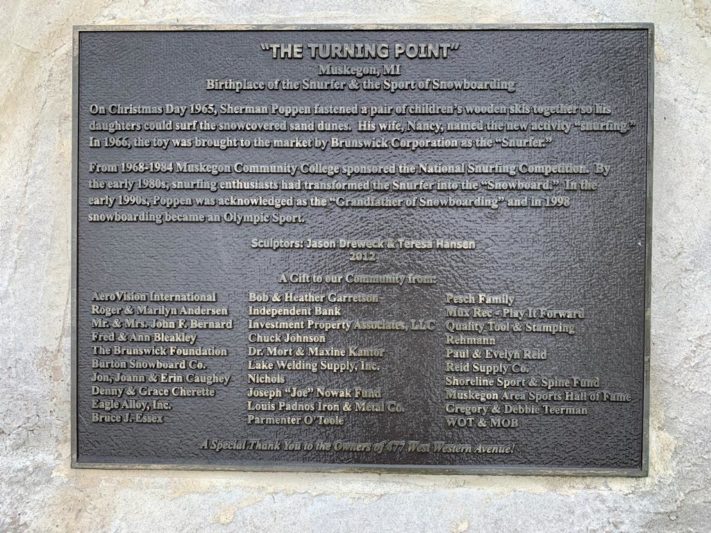 "THE TURNING POINT"
Muskegon, MI
Birthplace of the Snurfer & the Sport of Snowboarding
On Christmas Day 1965, Sherman Poppen fastened a pair of children's wooden skis together so his
daughters could surf the snowcovered sand dunes. His wife, Nancy, named the new activity "snurfing."
In 1966, the toy was brought to the market by Brunswick Corporation as the "Snurfer."
From 1968-1984 Muskegon Community College sponsored the National Snurfing Competition. By
the early 1980s, snurfing enthusiasts had transformed the Snurfer into the "Snowboard." In the
early 1990s, Poppen was acknowledged as the "Grandfather of Snowboarding" and in 1998
snowboarding became an Olympic Sport.
Sculptors: Jason Dreweck & Teresa Hansen
2012
A Gift to our Community from:
AeroVision International
Roger & Marilyn Andersen
Mr. & Mrs. John F. Bernard
Fred & Ann Bleakley
The Brunswick Foundation
Burton Snowboard Co.
Jon, Joann & Erin Caughey
Denny & Grace Cherette
Eagle Alloy, Inc.
Bruce J. Essex
Bob & Heather Garretson
Independent Bank
Investment Property Associates, LLC
Chuck Johnson
Dr. Mort & Maxine Kantor
Lake Welding Supply, Inc.
Nichols
Joseph "Joe" Nowak Fund
Louis Padnos Iron & Metal Co.
Parmenter O'Toole
Pesch Family
Mux Rec - Play It Forward
Quality Tool & Stamping
Rehmann
Paul & Evelyn Reid
Reid Supply Co.
Shoreline Sport & Spine Fund
Muskegon Area Sports Hall of Fame
Gregory & Debbie Teerman
WOT & MOB
A Special Thank You to the Owners of 477 West Western Avenue!